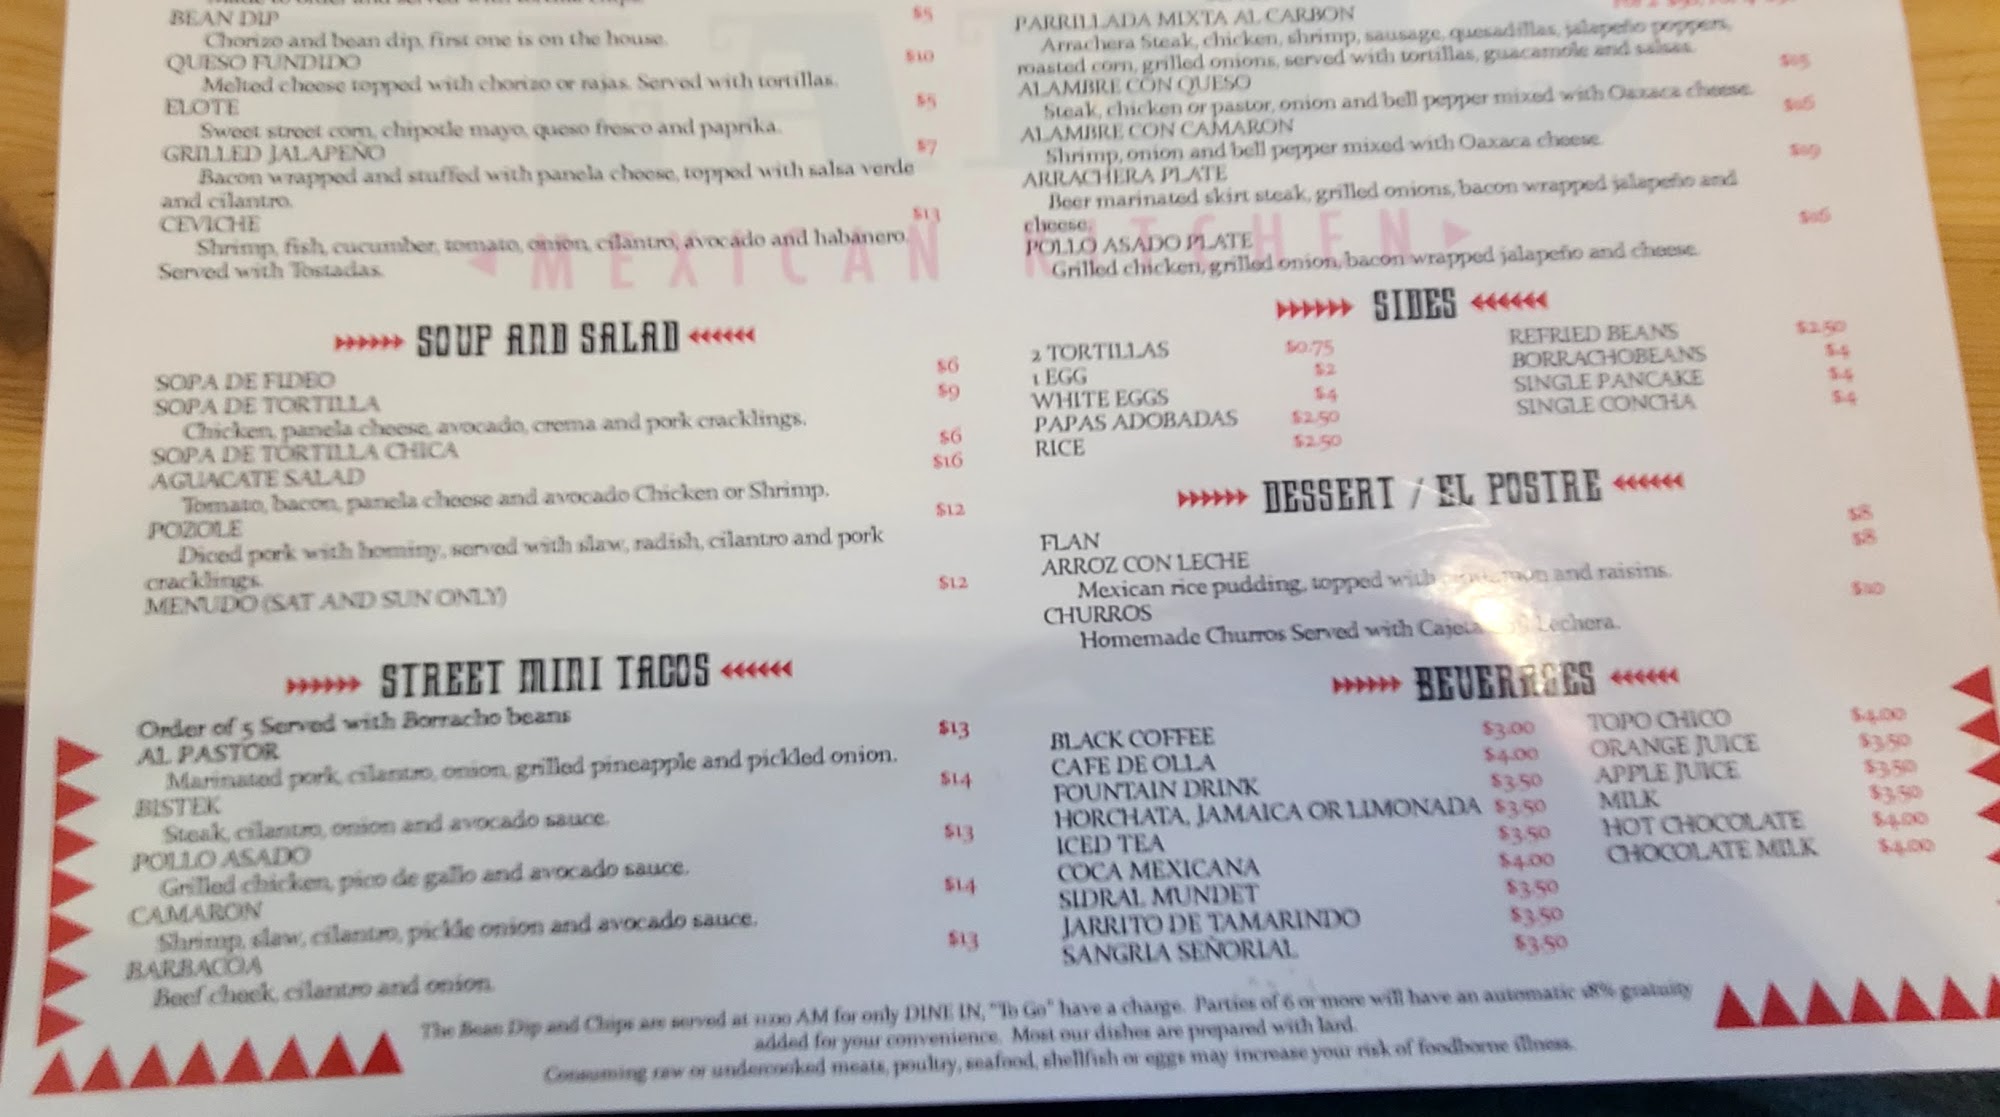 BEAN DIP $5
Chorizo and bean dip, first one is on the house.
QUESO FUNDIDO $10
Melted cheese topped with chorizo or rajas. Served with tortillas.
ELOTE $5
Sweet street corn, chipotle mayo, queso fresco and paprika.
GRILLED JALAPEÑO $7
Bacon wrapped and stuffed with panela cheese, topped with salsa verde
and cilantro.
CEVICHE $13
Shrimp, fish, cucumber, tomato, onion, cilantro, avocado and habanero.
Served with Tostadas.
SOUP AND SALAD
SOPA DE FIDEO $6
SOPA DE TORTILLA $9
Chicken, panela cheese, avocado, crema and pork cracklings.
SOPA DE TORTILLA CHICA $6
AGUACATE SALAD $16
Tomato, bacon, panela cheese and avocado Chicken or Shrimp.
POZOLE $12
Diced pork with hominy, served with slaw, radish, cilantro and pork
cracklings.
MENUDO (SAT AND SUN ONLY) $12
STREET MINI TACOS
Order of 5 Served with Borracho beans
AL PASTOR $13
Marinated pork, cilantro, onion, grilled pineapple and pickled onion.
BISTEK $14
Steak, cilantro, onion and avocado sauce.
POLLO ASADO $13
Grilled chicken, pico de gallo and avocado sauce.
CAMARON $14
Shrimp, slaw, cilantro, pickle onion and avocado sauce.
BARBACOA $13
Beef cheek, cilantro and onion.
PARRILLADA MIXTA AL CARBON
Arrachera Steak, chicken, shrimp, sausage, quesadillas, jalapeño poppers,
roasted corn, grilled onions, served with tortillas, guacamole and salsas.
ALAMBRE CON QUESO
Steak, chicken or pastor, onion and bell pepper mixed with Oaxaca cheese.
ALAMBRE CON CAMARON
Shrimp, onion and bell pepper mixed with Oaxaca cheese.
ARRACHERA PLATE
Beer marinated skirt steak, grilled onions, bacon wrapped jalapeño and
cheese.
POLLO ASADO PLATE
Grilled chicken, grilled onion, bacon wrapped jalapeño and cheese.
MEXICAN KITCHEN
SIDES
2 TORTILLAS $0.75
1 EGG $2
WHITE EGGS $4
PAPAS ADOBADAS $2.50
RICE $2.50
REFRIED BEANS $2.50
BORRACHOBEANS $4
SINGLE PANCAKE $4
SINGLE CONCHA $4
DESSERT / EL POSTRE
FLAN $8
ARROZ CON LECHE $8
Mexican rice pudding, topped with and raisins.
CHURROS $10
Homemade Churros Served with Cajeta Lechera.
BEVERAGES
BLACK COFFEE $3.00
CAFE DE OLLA $4.00
FOUNTAIN DRINK $3.50
HORCHATA, JAMAICA OR LIMONADA $3.50
ICED TEA $3.50
COCA MEXICANA $4.00
SIDRAL MUNDET $3.50
JARRITO DE TAMARINDO $3.50
SANGRIA SEÑORIAL $3.50
TOPO CHICO $4.00
ORANGE JUICE $3.50
APPLE JUICE $3.50
MILK $3.50
HOT CHOCOLATE $4.00
CHOCOLATE MILK $4.00
The Bean Dip and Chips are served at 11:00 AM for only DINE IN, "To Go" have a charge. Parties of 6 or more will have an automatic 18% gratuity
added for your convenience. Most our dishes are prepared with lard.
Consuming raw or undercooked meats, poultry, seafood, shellfish or eggs may increase your risk of foodborne illness.